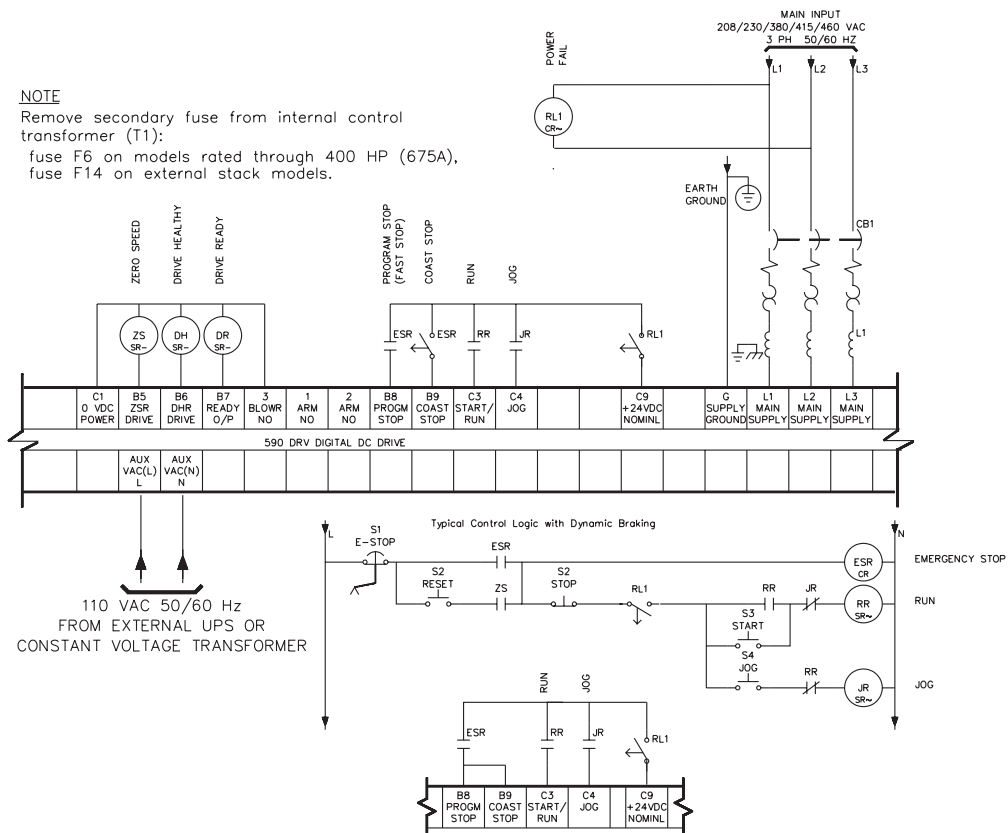 MAIN INPUT
208/230/380/415/460 VAC
3 PH 50/60 HZ
L1
L2
L3
POWER
FAIL
RL1
CR~
NOTE
Remove secondary fuse from internal control
transformer (T1):
fuse F6 on models rated through 400 HP (675A),
fuse F14 on external stack models.
EARTH
GROUND
CB1
L1
ZERO SPEED
DRIVE HEALTHY
DRIVE READY
PROGRAM STOP
(FAST STOP)
COAST STOP
RUN
JOG
ZS
SR~
DH
SR~
DR
SR~
ESR
ESR
RR
JR
RL1
C1
0 VDC
POWER
B5
ZSR
DRIVE
B6
DHR
DRIVE
B7
READY
O/P
3
BLOWR
NO
1
ARM
NO
2
ARM
NO
B8
PROGM
STOP
B9
COAST
STOP
C3
START/
RUN
C4
JOG
C9
+24VDC
NOMINL
G
SUPPLY
GROUND
L1
MAIN
SUPPLY
L2
MAIN
SUPPLY
L3
MAIN
SUPPLY
590 DRV DIGITAL DC DRIVE
AUX
VAC(L)
L
AUX
VAC(N)
N
110 VAC 50/60 Hz
FROM EXTERNAL UPS OR
CONSTANT VOLTAGE TRANSFORMER
Typical Control Logic with Dynamic Braking
L
N
S1
E-STOP
ESR
ESR
CR
EMERGENCY STOP
S2
RESET
ZS
S2
STOP
RL1
RR
JR
RR
SR~
RUN
S3
START
S4
JOG
RR
JR
SR~
JOG
RUN
JOG
ESR
RR
JR
RL1
B8
PROGM
STOP
B9
COAST
STOP
C3
START/
RUN
C4
JOG
C9
+24VDC
NOMINL